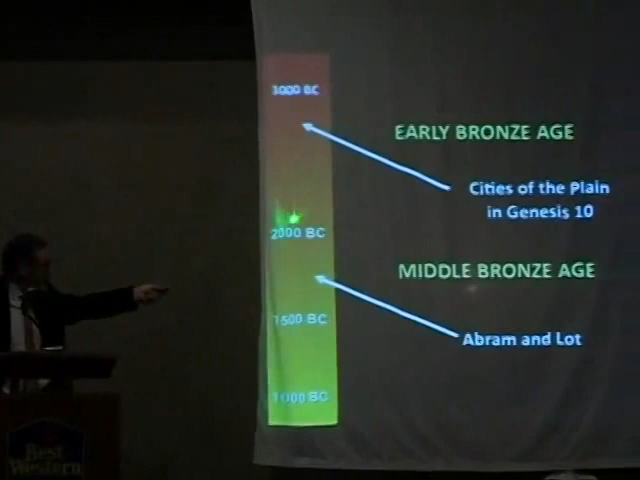 3000 BC
EARLY BRONZE AGE
Cities of the Plain
in Genesis 10
2000 BC
MIDDLE BRONZE AGE
1500 BC
Abram and Lot
1000 BC
Best
Western